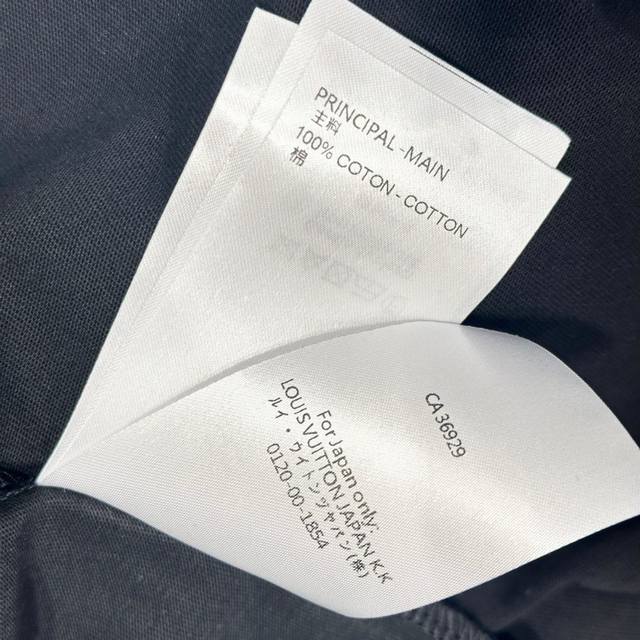 PRINCIPAL - MAIN
主料
100% COTON - COTTON
棉
CA 36929
For Japan only:
LOUIS VUITTON JAPAN K.K
ルイ・ヴイトンジャパン(株)
0120-00-1854